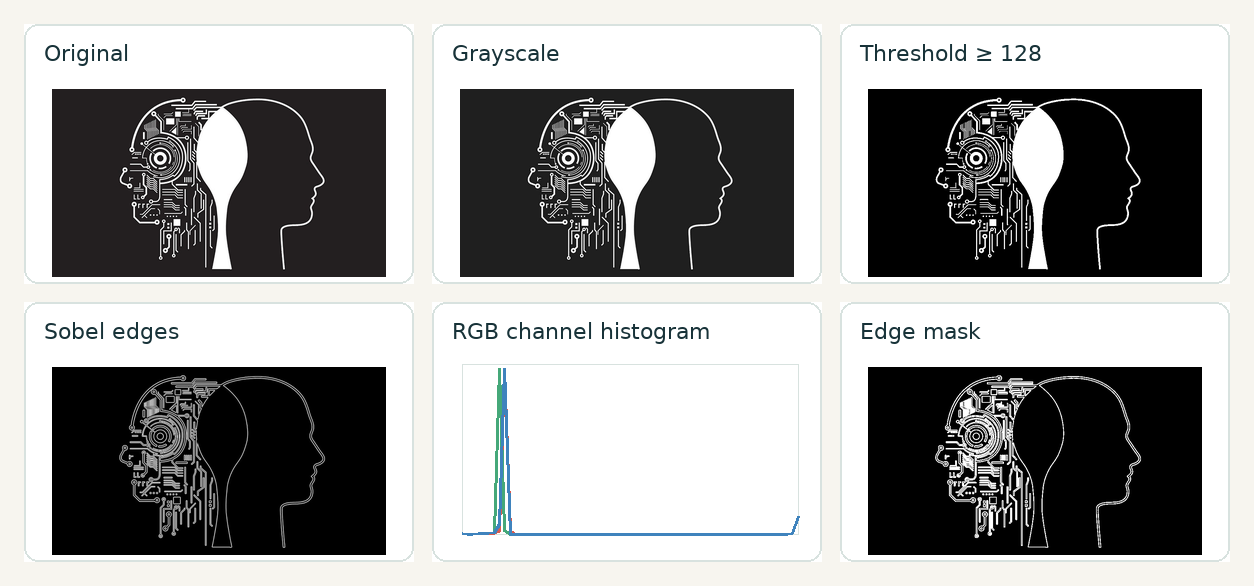 Original
Grayscale
Threshold ≥ 128
Sobel edges
RGB channel histogram
Edge mask